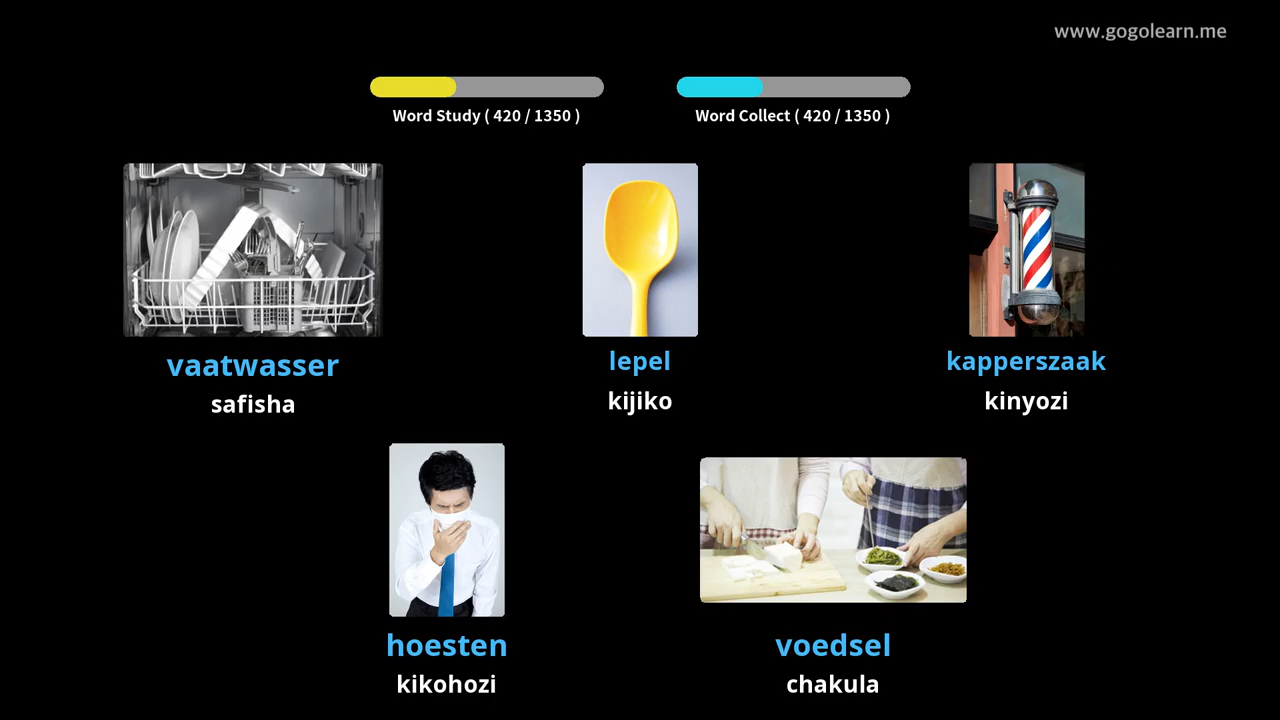 www.gogolearn.me
Word Study ( 420 / 1350 )
Word Collect ( 420 / 1350 )
vaatwasser
safisha
lepel
kijiko
kapperszaak
kinyozi
hoesten
kikohozi
voedsel
chakula